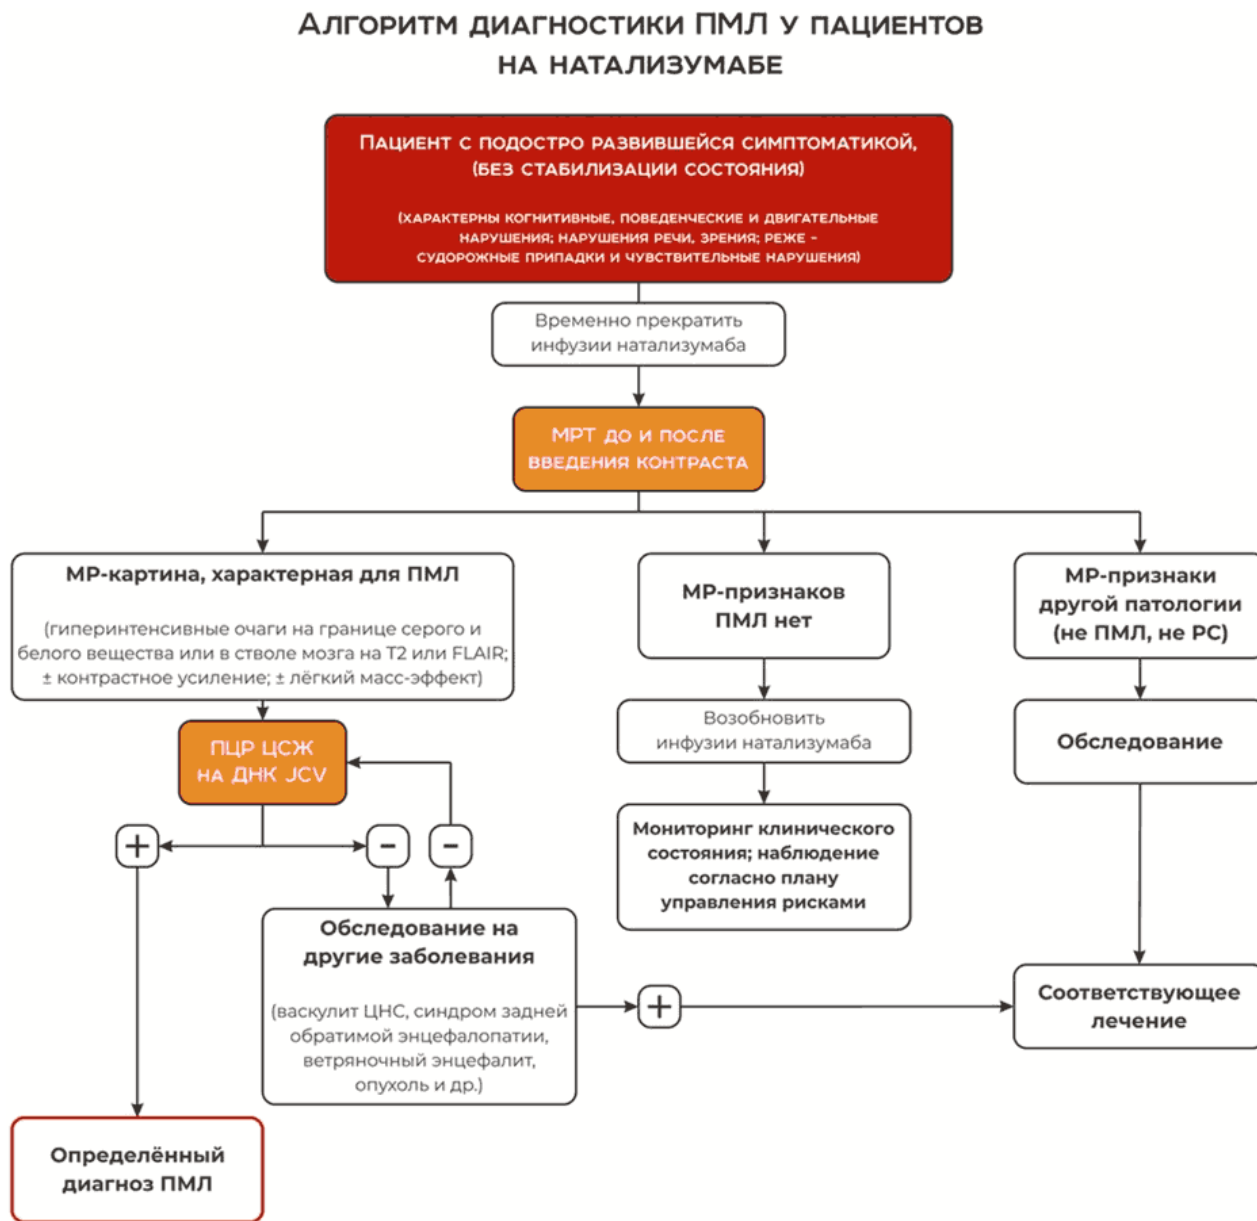 Алгоритм диагностики ПМЛ у пациентов
на натализумабе
Пациент с подостро развившейся симптоматикой,
(без стабилизации состояния)
(характерны когнитивные, поведенческие и двигательные
нарушения; нарушения речи, зрения; реже -
судорожные припадки и чувствительные нарушения)
Временно прекратить
инфузии натализумаба
МРТ до и после
введения контраста
МР-картина, характерная для ПМЛ
(гиперинтенсивные очаги на границе серого и
белого вещества или в стволе мозга на Т2 или FLAIR;
± контрастное усиление; ± лёгкий масс-эффект)
МР-признаков
ПМЛ нет
МР-признаки
другой патологии
(не ПМЛ, не РС)
ПЦР ЦСЖ
на ДНК JCV
Возобновить
инфузии натализумаба
Обследование
+
-
-
Мониторинг клинического
состояния; наблюдение
согласно плану
управления рисками
Обследование на
другие заболевания
(васкулит ЦНС, синдром задней
обратимой энцефалопатии,
ветряночный энцефалит,
опухоль и др.)
+
Соответствующее
лечение
Определённый
диагноз ПМЛ